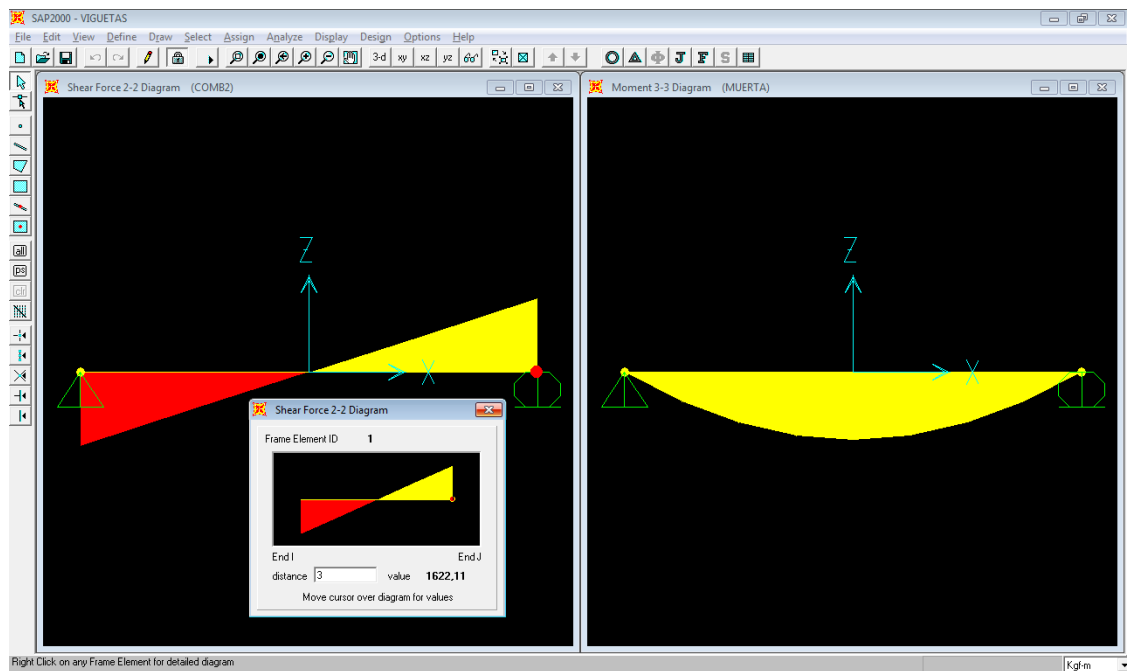 SAP2000 - VIGUETAS
File Edit View Define Draw Select Assign Analyze Display Design Options Help
3-d xy xz yz
J F S
Shear Force 2-2 Diagram (COMB2)
Moment 3-3 Diagram (MUERTA)
all
ps
clr
Z
X
Z
X
Shear Force 2-2 Diagram
Frame Element ID 1
End I End J
distance 3 value 1622,11
Move cursor over diagram for values
Right Click on any Frame Element for detailed diagram
Kgf-m